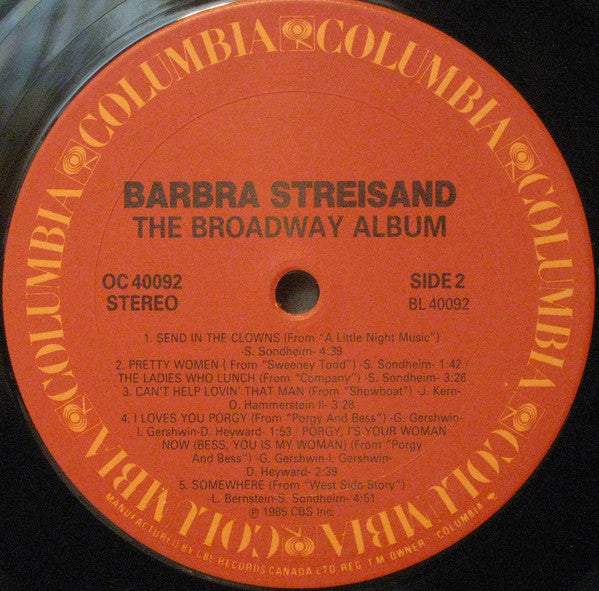 COLUMBIA COLUMBIA COLUMBIA COLUMBIA COLUMBIA COLUMBIA
BARBRA STREISAND
THE BROADWAY ALBUM
OC 40092 SIDE 2
STEREO BL 40092
1. SEND IN THE CLOWNS (From "A Little Night Music")
-S. Sondheim- 4:39
2. PRETTY WOMEN ( From "Sweeney Todd") -S. Sondheim- 1:42 /
THE LADIES WHO LUNCH (From "Company") -S. Sondheim- 3:28
3. CAN'T HELP LOVIN' THAT MAN (From "Showboat") -J. Kern-
O. Hammerstein II- 3:28
4. I LOVES YOU PORGY (From "Porgy And Bess") -G. Gershwin-
I. Gershwin-D. Heyward- 1:53 / PORGY, I'S YOUR WOMAN
NOW (BESS, YOU IS MY WOMAN) (From "Porgy
And Bess") -G. Gershwin-I. Gershwin-
D. Heyward- 2:39
5. SOMEWHERE (From "West Side Story")
-L. Bernstein-S. Sondheim- 4:51
℗ 1985 CBS Inc.
MANUFACTURED BY CBS RECORDS CANADA LTD. REG. T'M OWNER "COLUMBIA"